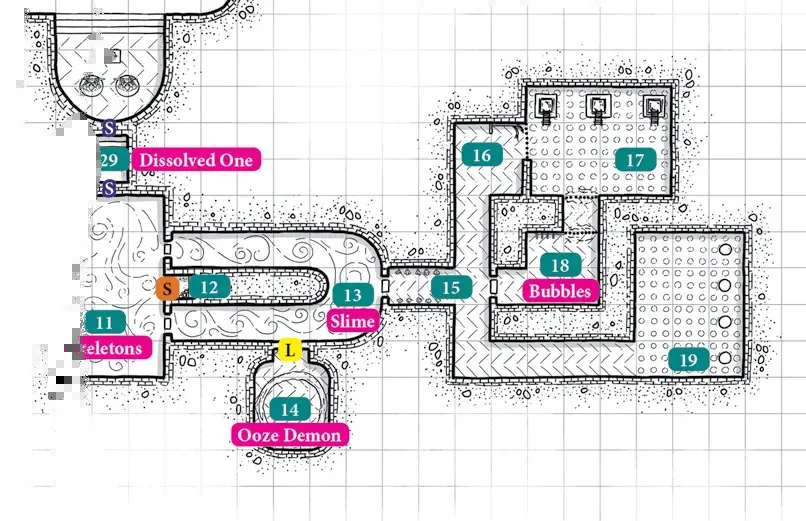 S
29 Dissolved One
S
16
17
S 12
13
Slime
15
18
Bubbles
11
eletons
L
14
Ooze Demon
19